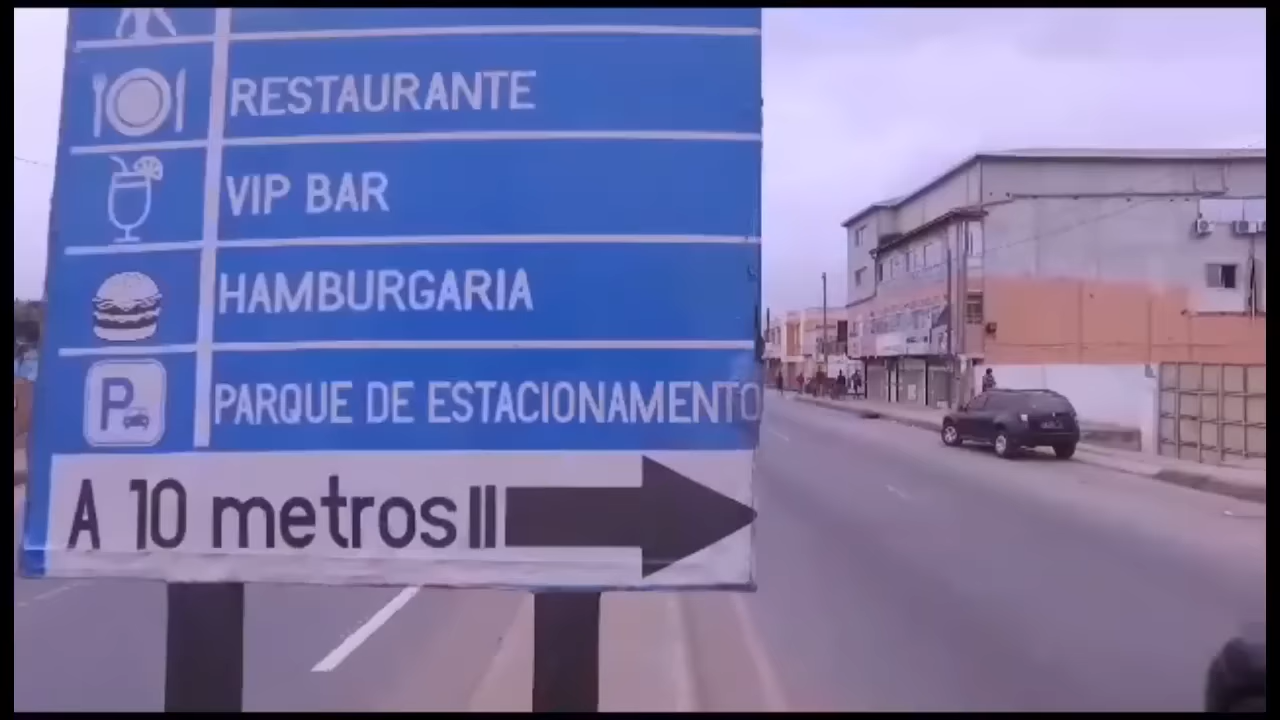 RESTAURANTE
VIP BAR
HAMBURGARIA
P PARQUE DE ESTACIONAMENTO
A 10 metros